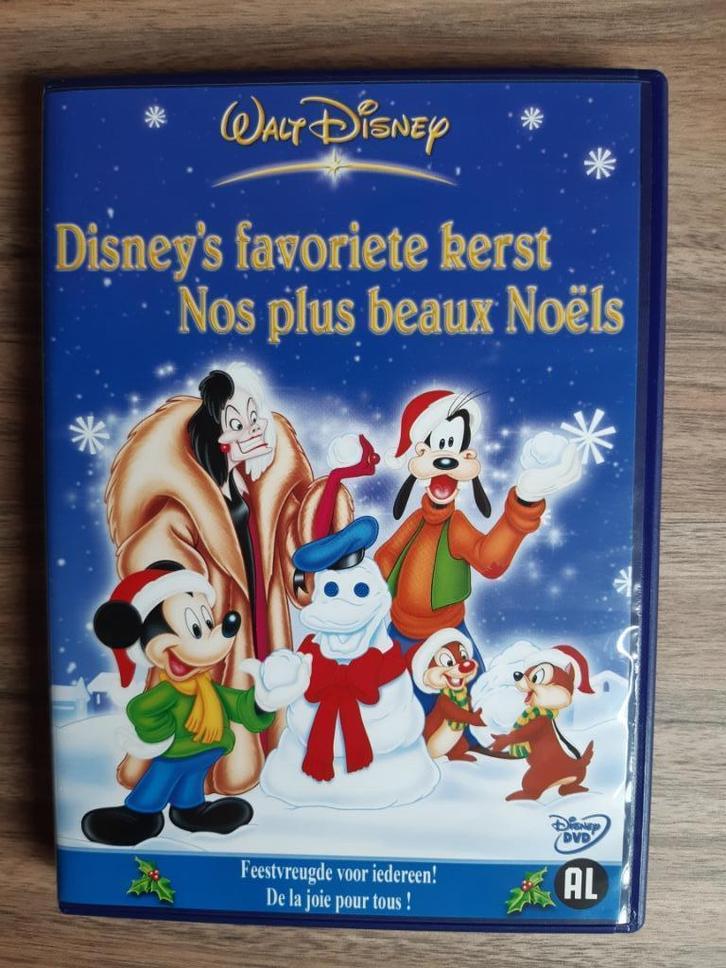 WALT DISNEY
Disney's favoriete kerst
Nos plus beaux Noëls
DISNEY
DVD
Feestvreugde voor iedereen!
De la joie pour tous !
AL